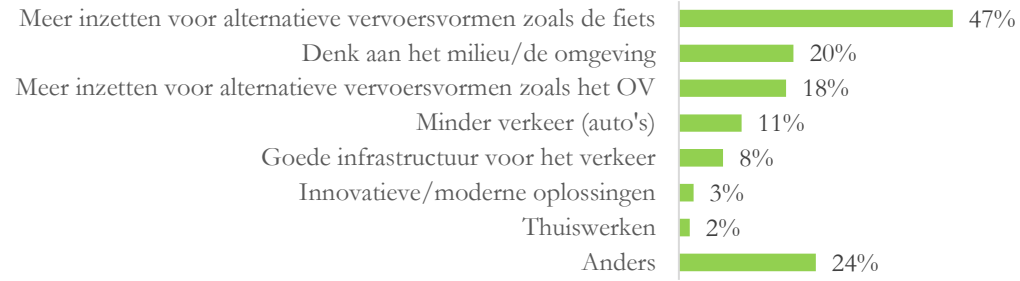 Meer inzetten voor alternatieve vervoersvormen zoals de fiets 47%
Denk aan het milieu/de omgeving 20%
Meer inzetten voor alternatieve vervoersvormen zoals het OV 18%
Minder verkeer (auto's) 11%
Goede infrastructuur voor het verkeer 8%
Innovatieve/moderne oplossingen 3%
Thuiswerken 2%
Anders 24%